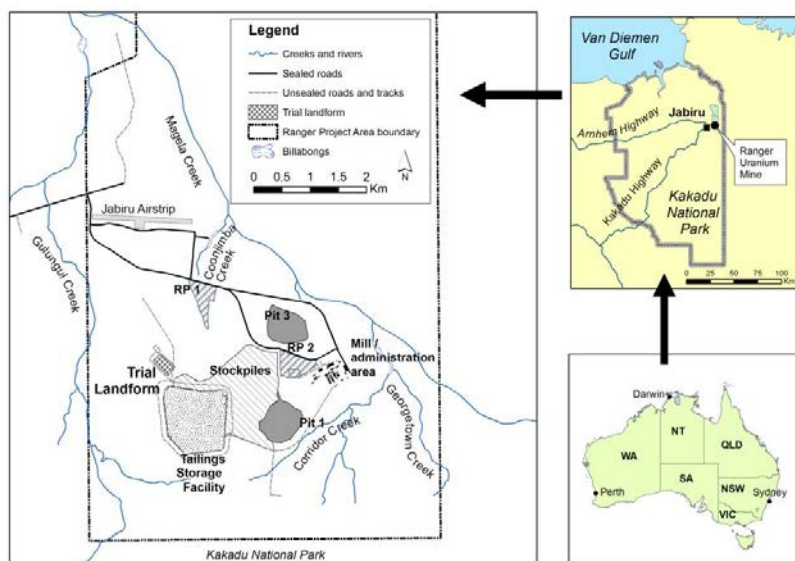 Legend
Creeks and rivers
Sealed roads
Unsealed roads and tracks
Trial landform
Ranger Project Area boundary
Billabongs
0 0.5 1 1.5 2
Km
N
Magela Creek
Jabiru Airstrip
Gulungul Creek
Coonjimba
Creek
RP 1
Pit 3
RP 2
Mill /
administration
area
Trial
Landform
Stockpiles
Pit 1
Tailings
Storage
Facility
Corridor Creek
Georgetown Creek
Kakadu National Park
Van Diemen
Gulf
Jabiru
Arnhem Highway
Ranger
Uranium
Mine
Kakadu Highway
Kakadu
National
Park
0 25 50 75 100
Km
Darwin
NT
QLD
WA
SA
NSW
Perth
Sydney
VIC